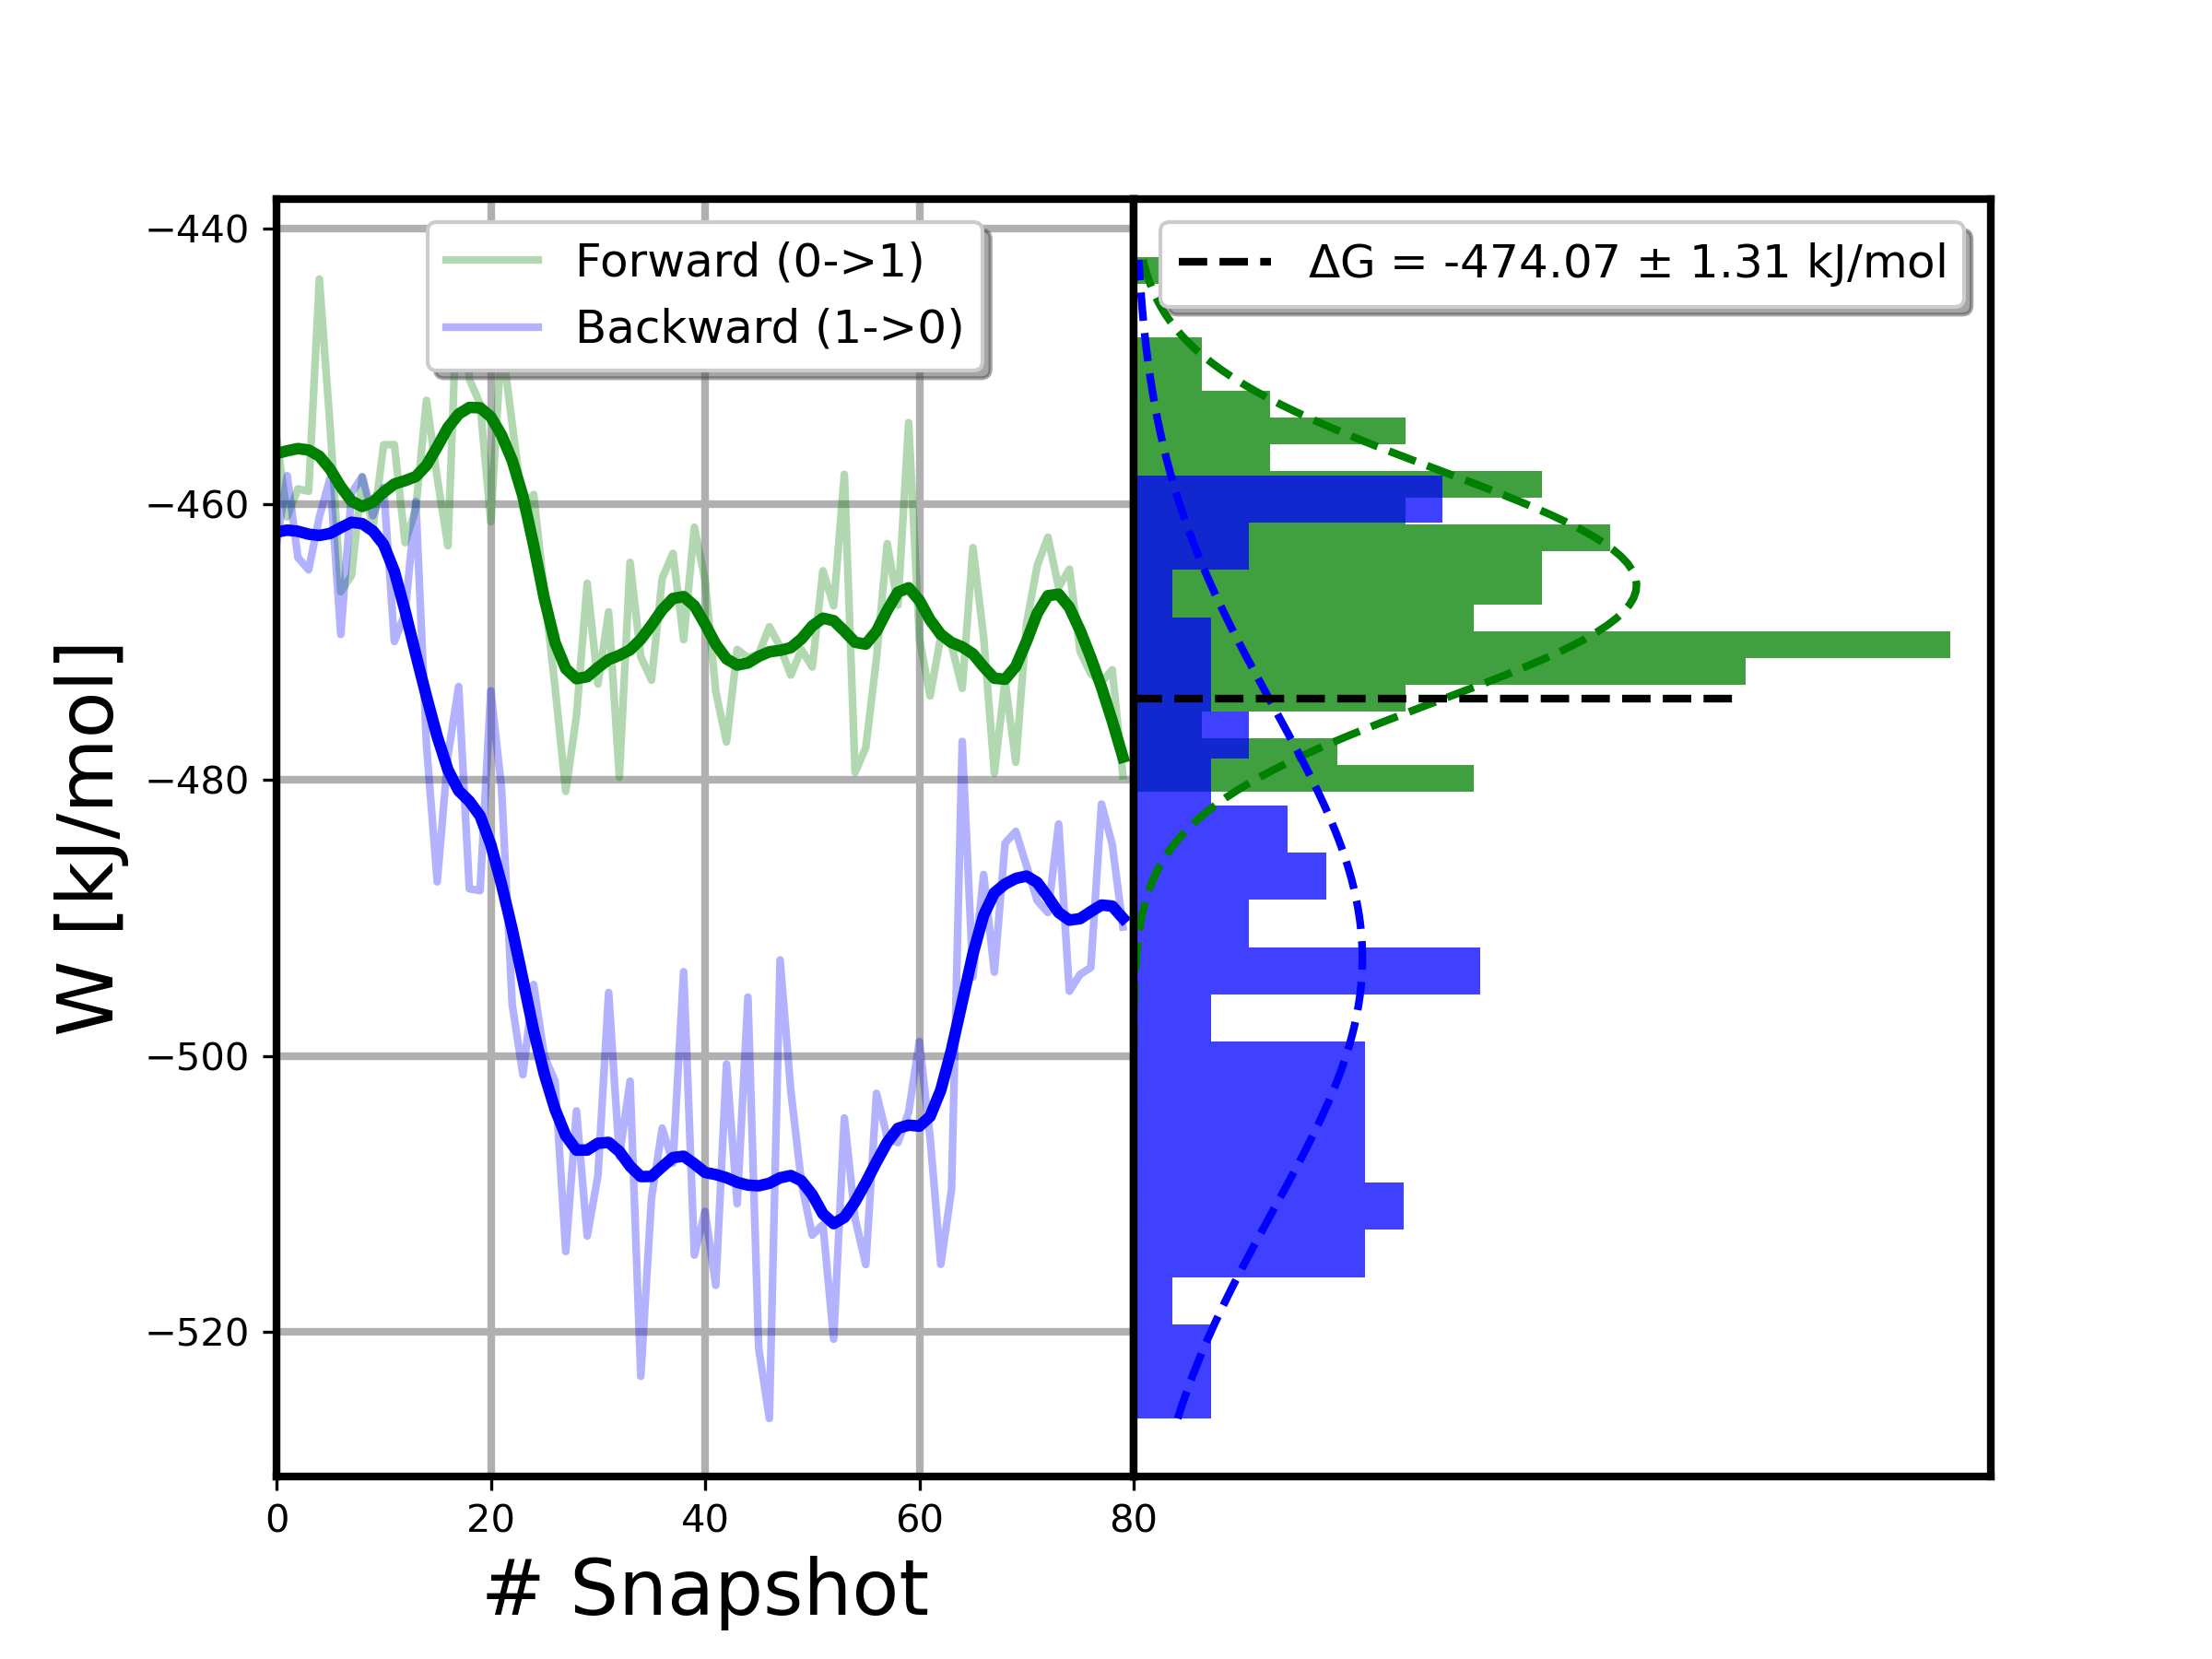 W [kJ/mol]
−440
−460
−480
−500
−520
Forward (0->1)
Backward (1->0)
ΔG = -474.07 ± 1.31 kJ/mol
0 20 40 60 80
# Snapshot